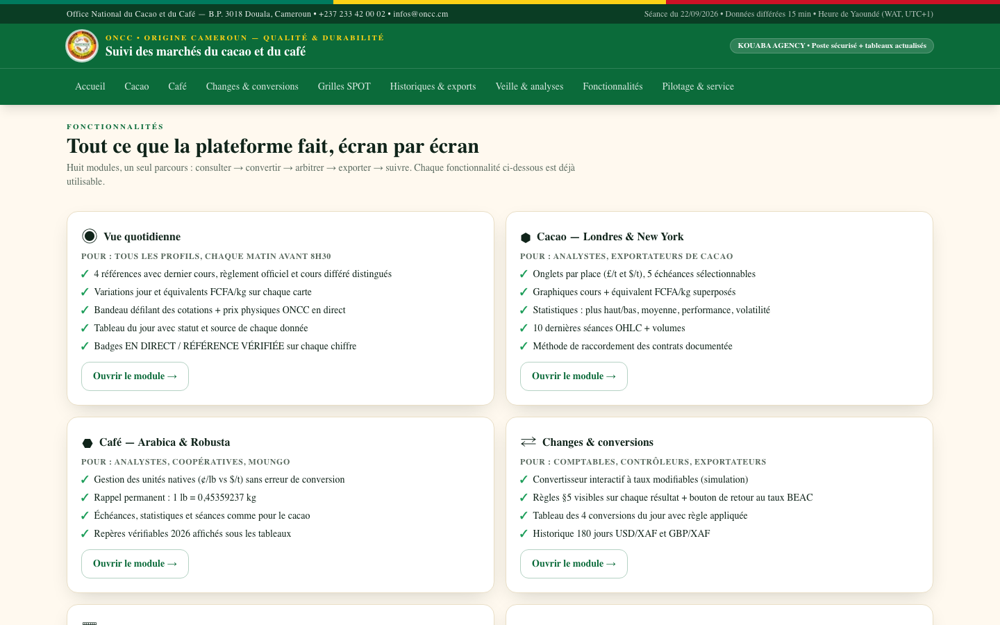 Office National du Cacao et du Café — B.P. 3018 Douala, Cameroun • +237 233 42 00 02 • infos@oncc.cm
Séance du 22/09/2026 • Données différées 15 min • Heure de Yaoundé (WAT, UTC+1)
ONCC • ORIGINE CAMEROUN — QUALITÉ & DURABILITÉ
Suivi des marchés du cacao et du café
KOUABA AGENCY • Poste sécurisé + tableaux actualisés
Accueil
Cacao
Café
Changes & conversions
Grilles SPOT
Historiques & exports
Veille & analyses
Fonctionnalités
Pilotage & service
FONCTIONNALITÉS
Tout ce que la plateforme fait, écran par écran
Huit modules, un seul parcours : consulter → convertir → arbitrer → exporter → suivre. Chaque fonctionnalité ci-dessous est déjà
utilisable.
Vue quotidienne
POUR : TOUS LES PROFILS, CHAQUE MATIN AVANT 8H30
✓ 4 références avec dernier cours, règlement officiel et cours différé distingués
✓ Variations jour et équivalents FCFA/kg sur chaque carte
✓ Bandeau défilant des cotations + prix physiques ONCC en direct
✓ Tableau du jour avec statut et source de chaque donnée
✓ Badges EN DIRECT / RÉFÉRENCE VÉRIFIÉE sur chaque chiffre
Ouvrir le module →
Cacao — Londres & New York
POUR : ANALYSTES, EXPORTATEURS DE CACAO
✓ Onglets par place (£/t et $/t), 5 échéances sélectionnables
✓ Graphiques cours + équivalent FCFA/kg superposés
✓ Statistiques : plus haut/bas, moyenne, performance, volatilité
✓ 10 dernières séances OHLC + volumes
✓ Méthode de raccordement des contrats documentée
Ouvrir le module →
Café — Arabica & Robusta
POUR : ANALYSTES, COOPÉRATIVES, MOUNGO
✓ Gestion des unités natives (¢/lb vs $/t) sans erreur de conversion
✓ Rappel permanent : 1 lb = 0,45359237 kg
✓ Échéances, statistiques et séances comme pour le cacao
✓ Repères vérifiables 2026 affichés sous les tableaux
Ouvrir le module →
Changes & conversions
POUR : COMPTABLES, CONTRÔLEURS, EXPORTATEURS
✓ Convertisseur interactif à taux modifiables (simulation)
✓ Règles §5 visibles sur chaque résultat + bouton de retour au taux BEAC
✓ Tableau des 4 conversions du jour avec règle appliquée
✓ Historique 180 jours USD/XAF et GBP/XAF
Ouvrir le module →